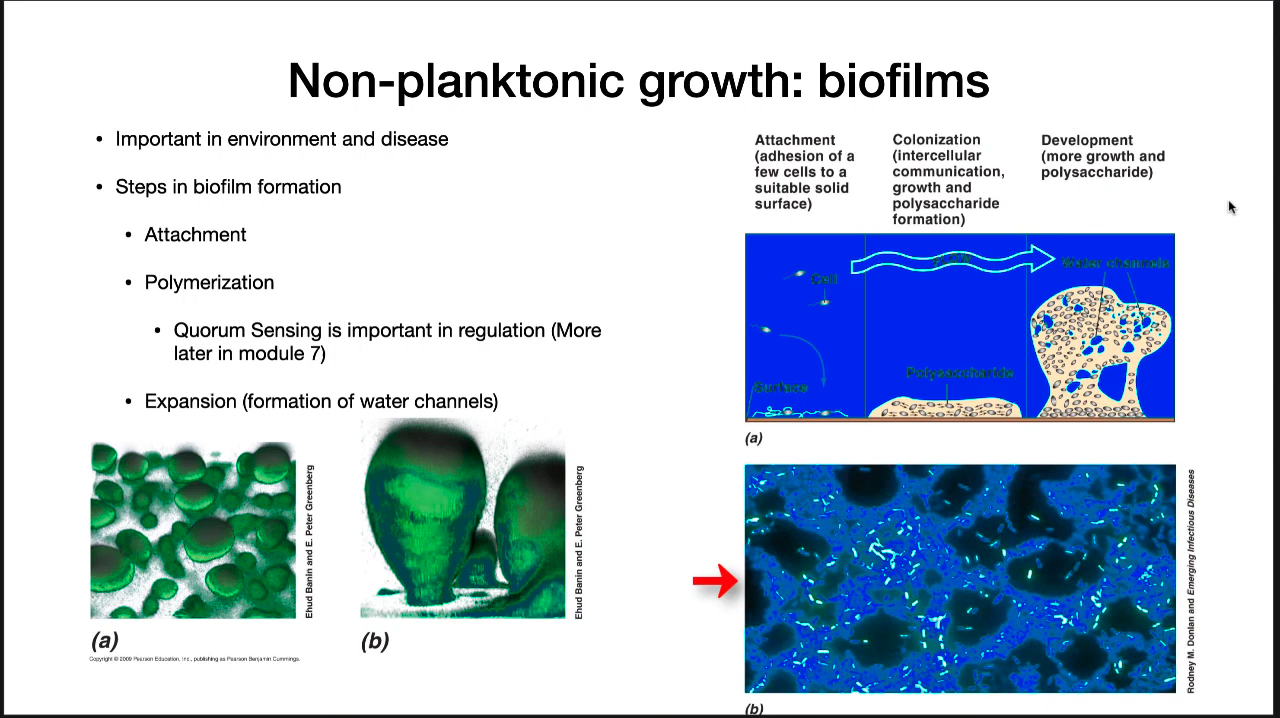 Non-planktonic growth: biofilms
• Important in environment and disease
• Steps in biofilm formation
• Attachment
• Polymerization
• Quorum Sensing is important in regulation (More
later in module 7)
• Expansion (formation of water channels)
Ehud Banin and E. Peter Greenberg
(a)
Ehud Banin and E. Peter Greenberg
(b)
Copyright © 2009 Pearson Education, Inc., publishing as Pearson Benjamin Cummings.
Attachment
(adhesion of a
few cells to a
suitable solid
surface)
Colonization
(intercellular
communication,
growth and
polysaccharide
formation)
Development
(more growth and
polysaccharide)
Cell
Surface
Polysaccharide
Water channels
(a)
Rodney M. Donlan and Emerging Infectious Diseases
(b)